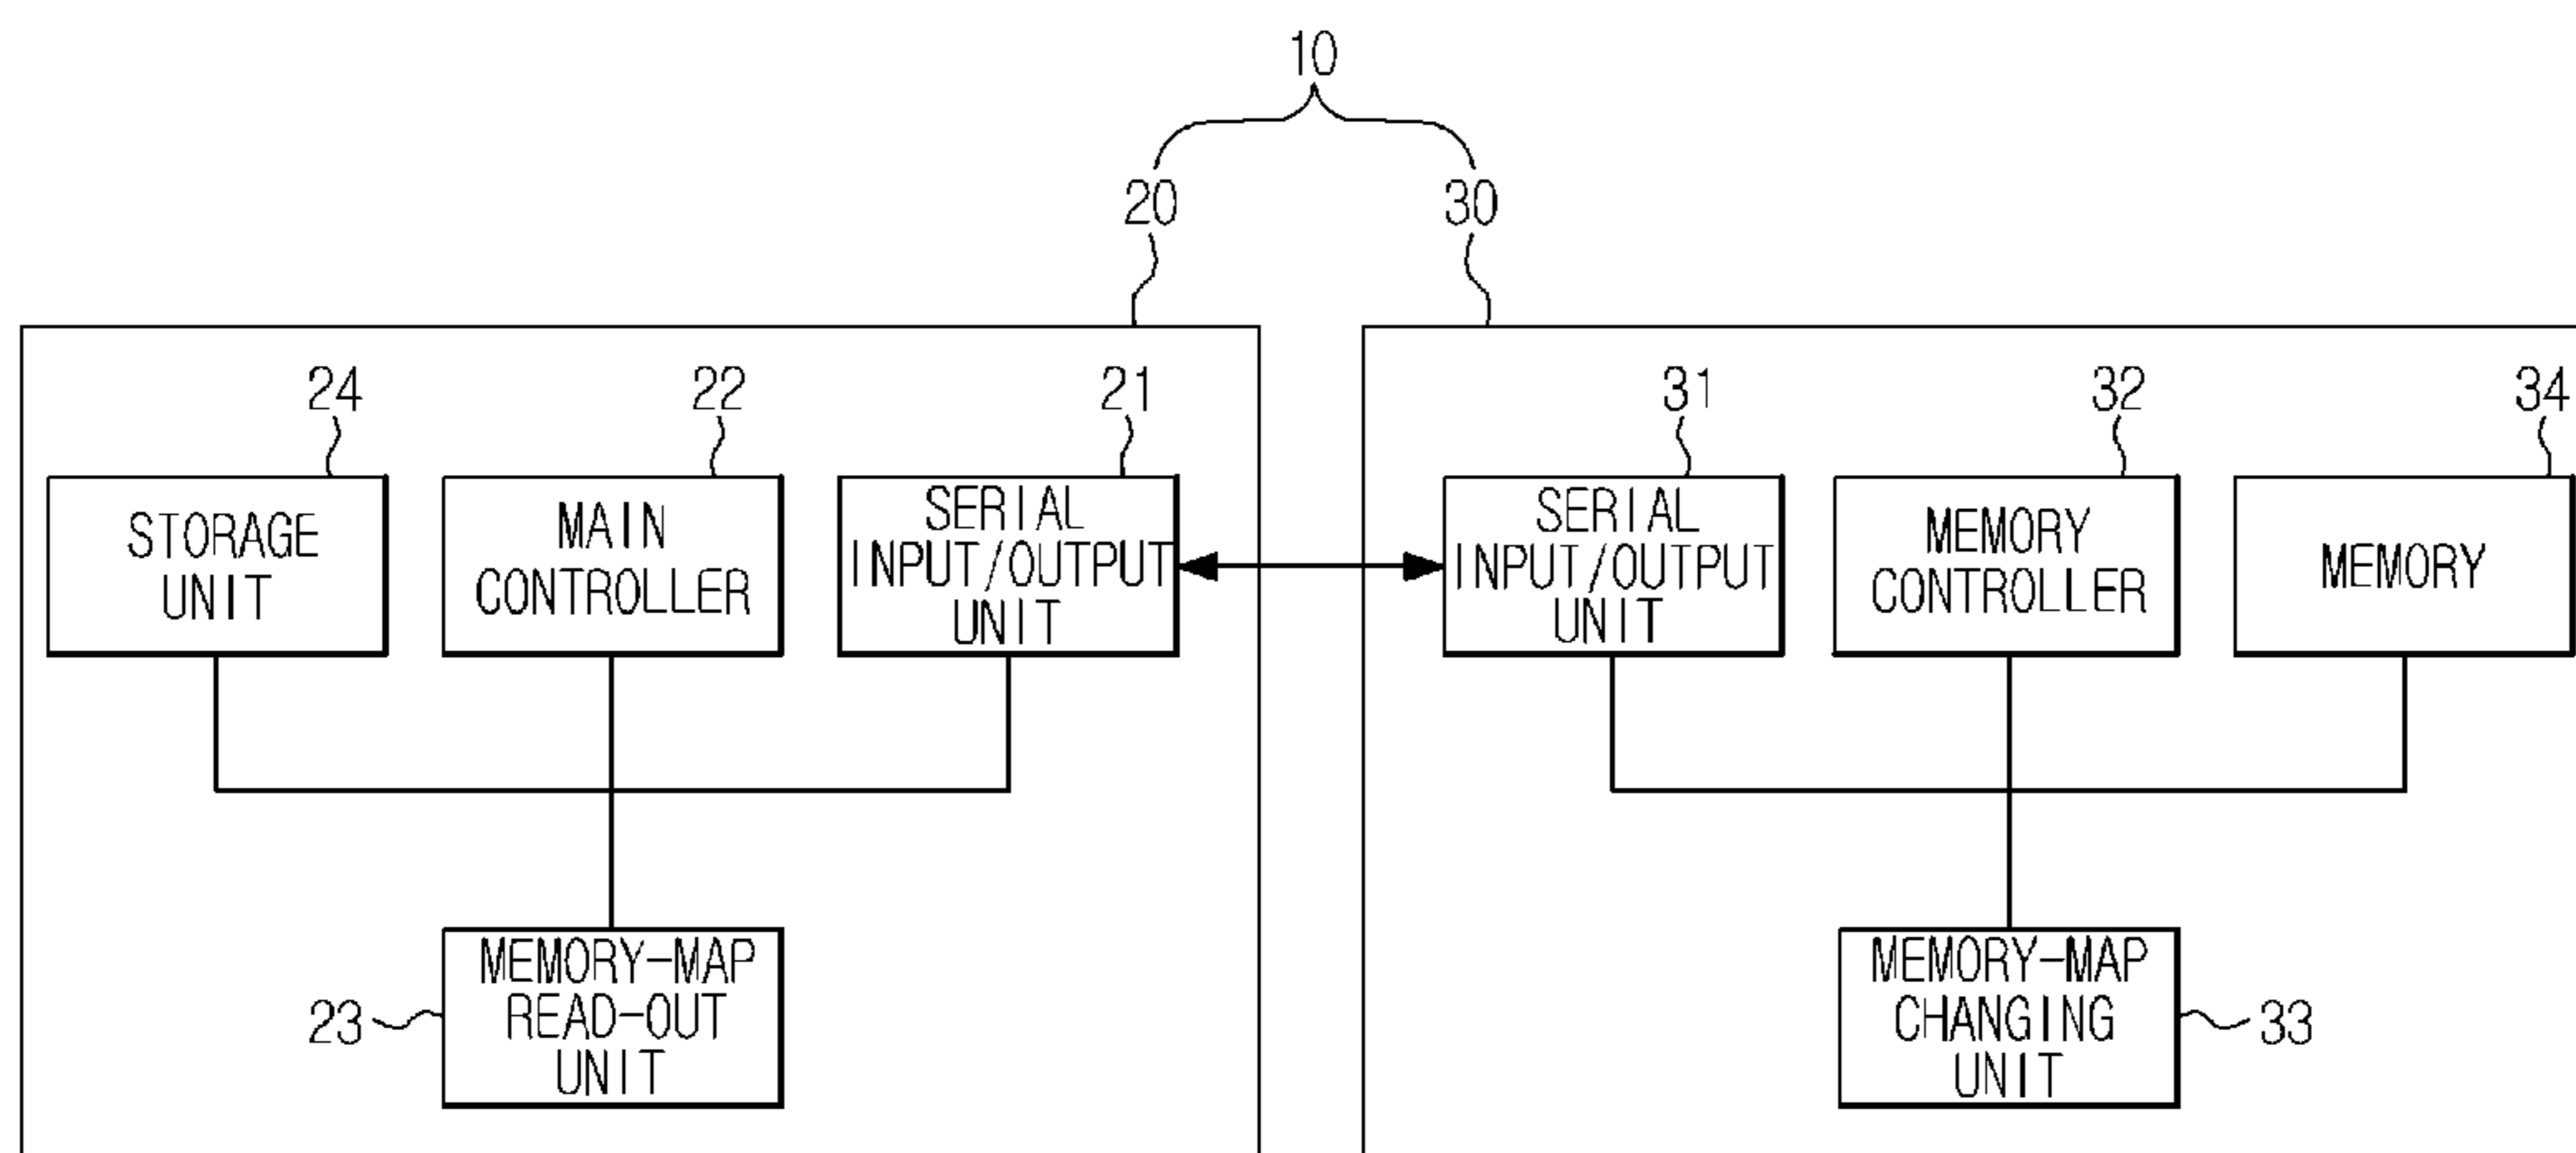 10
20
30
24
22
21
31
32
34
STORAGE
UNIT
MAIN
CONTROLLER
SERIAL
INPUT/OUTPUT
UNIT
SERIAL
INPUT/OUTPUT
UNIT
MEMORY
CONTROLLER
MEMORY
23
MEMORY-MAP
READ-OUT
UNIT
MEMORY-MAP
CHANGING
UNIT
33